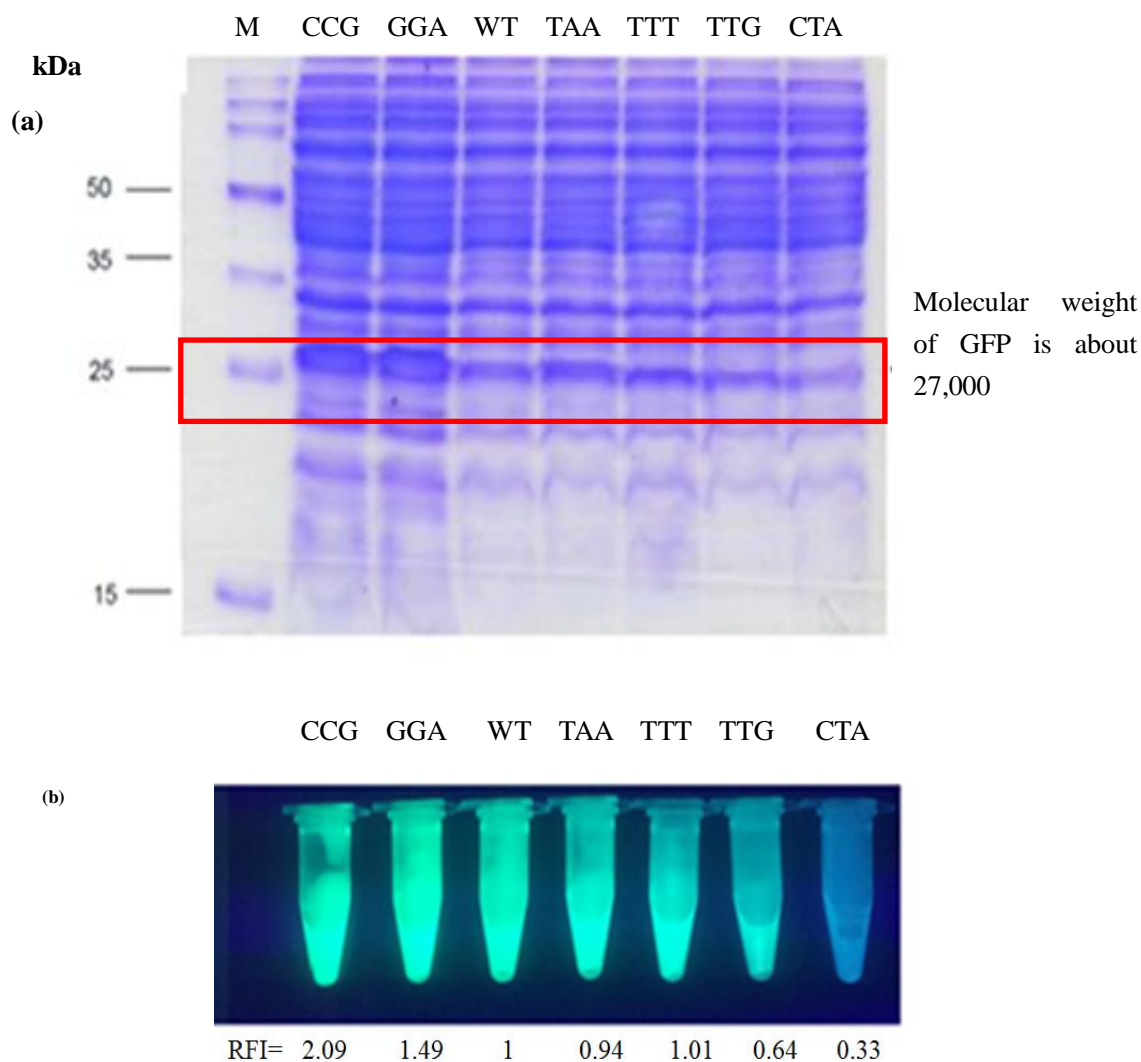 M CCG GGA WT TAA TTT TTG CTA
kDa
(a)
50
35
Molecular weight
of GFP is about
27,000
25
15
CCG GGA WT TAA TTT TTG CTA
(b)
RFI= 2.09 1.49 1 0.94 1.01 0.64 0.33